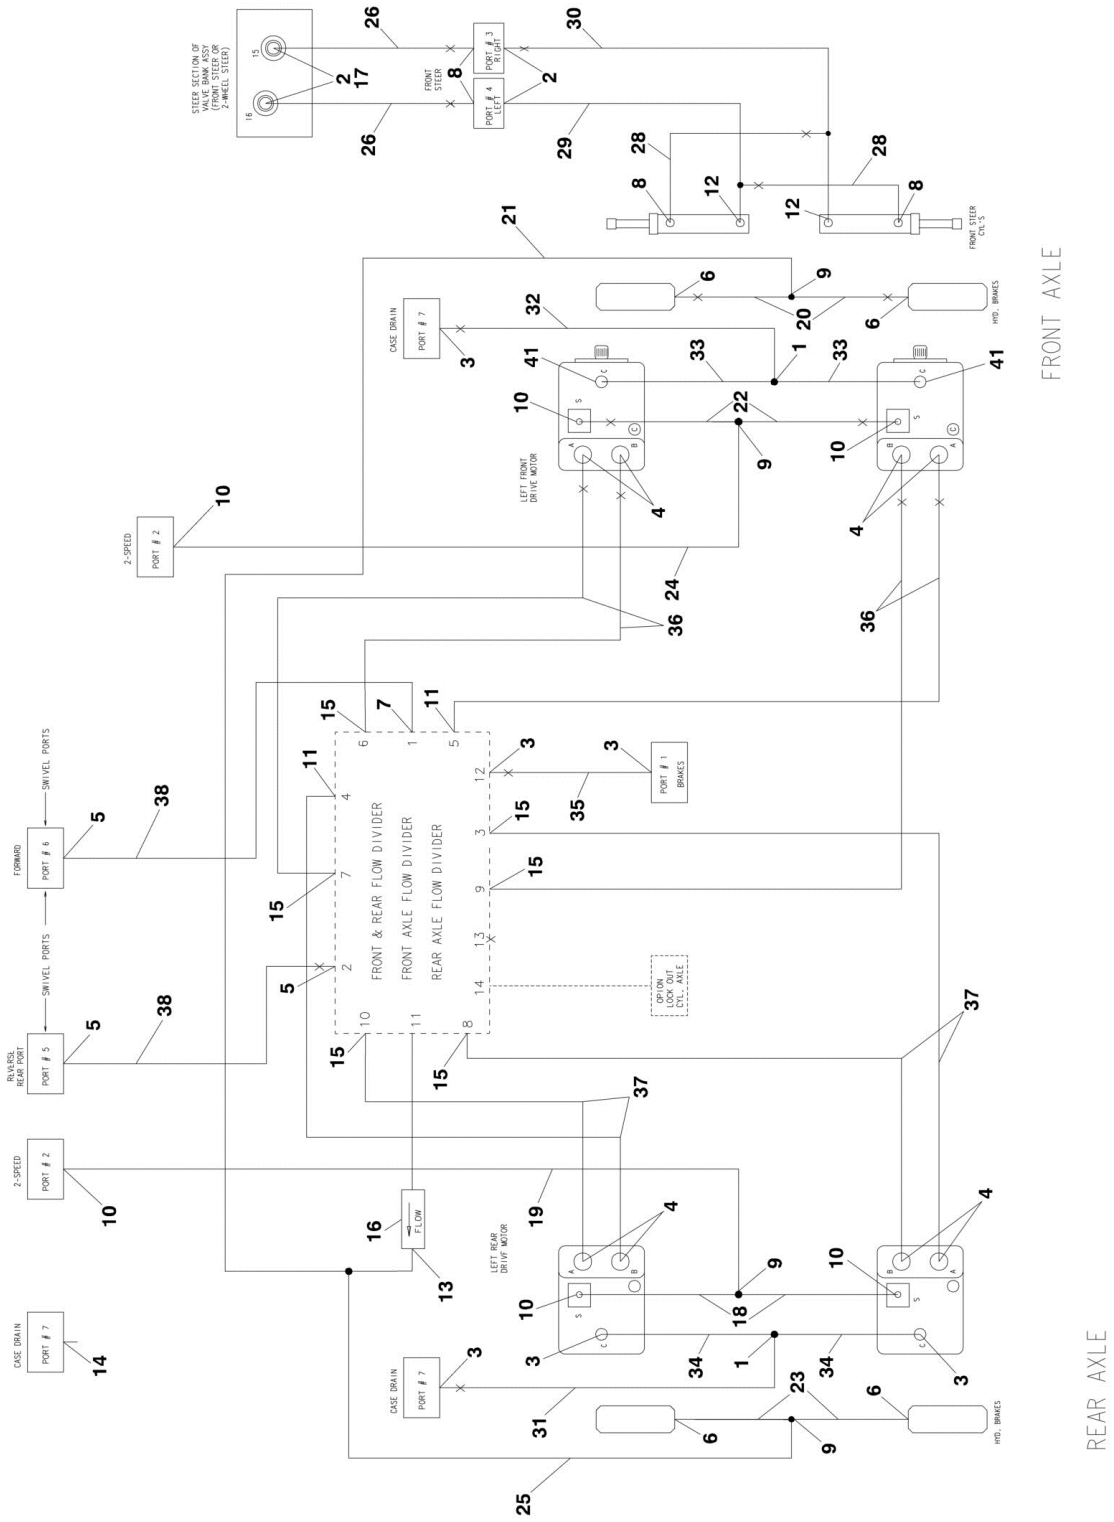 STEER SECTION OF
VALVE BANK ASSY
(FRONT STEER OR
2-WHEEL STEER)
15
16
2
17
26
26
FRONT
STEER
8
PORT # 3
RIGHT
PORT # 4
LEFT
2
30
29
28
28
8
12
12
8
FRONT STEER
CYL'S
FRONT AXLE
21
6
9
20
6
HYD. BRAKES
CASE DRAIN
PORT # 7
3
32
1
33
33
41
41
C
C
S
S
10
10
22
9
C
C
A
B
B
A
4
4
LEFT FRONT
DRIVE MOTOR
2-SPEED
PORT # 2
10
24
36
36
SWIVEL PORTS
FORWARD
PORT # 6
5
38
SWIVEL PORTS
REVERSE
REAR PORT
PORT # 5
5
38
15
7
11
6
1
5
11
4
12
3
3
PORT # 1
BRAKES
35
15
7
3
15
9
15
13
5
2
14
OPION
LOCK OUT
CYL. AXLE
FRONT & REAR FLOW DIVIDER
FRONT AXLE FLOW DIVIDER
REAR AXLE FLOW DIVIDER
10
11
8
15
15
37
37
2-SPEED
PORT # 2
10
19
16
FLOW
13
LEFT REAR
DRIVE MOTOR
4
4
A
B
B
A
S
S
10
10
9
18
C
C
3
3
34
34
1
CASE DRAIN
PORT # 7
14
CASE DRAIN
PORT # 7
3
31
23
6
6
9
HYD. BRAKES
25
REAR AXLE